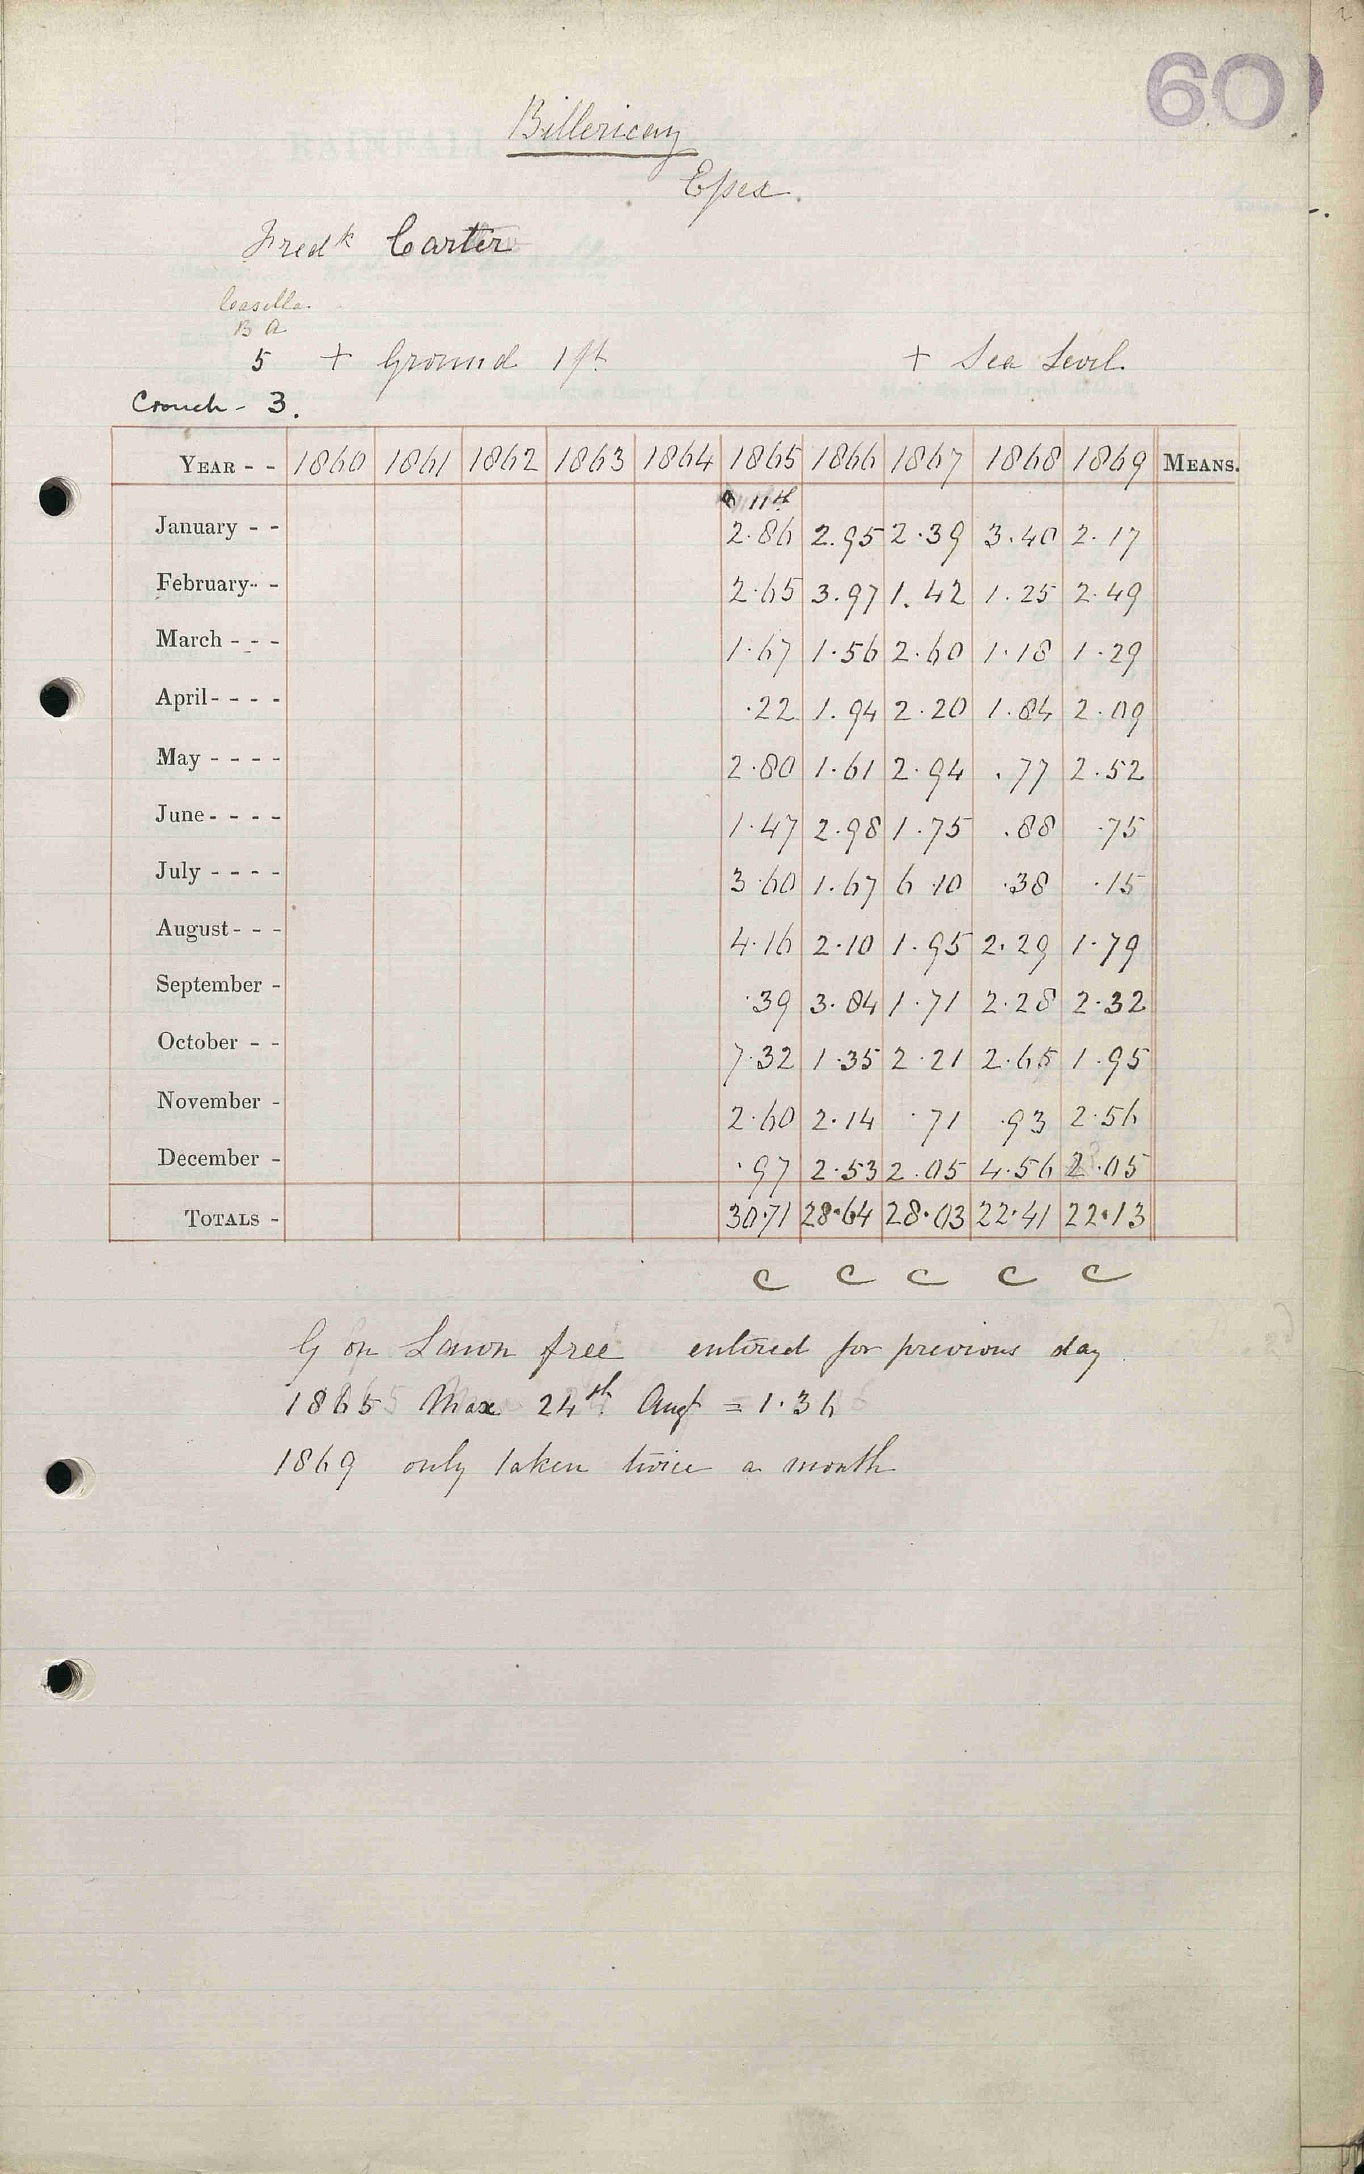 60
Billericay
Essex.
Fredk Carter
Casella
B A
5 + Ground 1 ft + Sea Level
Crouch - 3.
YEAR - - 1860 1861 1862 1863 1864 1865 1866 1867 1868 1869 MEANS.
11th
January - - 2.86 2.95 2.39 3.40 2.17
February - - 2.65 3.97 1.42 1.25 2.49
March - - - 1.67 1.56 2.60 1.18 1.29
April - - - - .22 1.94 2.20 1.84 2.09
May - - - - 2.80 1.61 2.94 .77 2.52
June - - - - 1.47 2.98 1.75 .88 .75
July - - - - 3.60 1.67 6.10 .38 .15
August - - - 4.16 2.10 1.95 2.29 1.79
September - .39 3.84 1.71 2.28 2.32
October - - 7.32 1.35 2.21 2.65 1.95
November - 2.60 2.14 .71 .93 2.56
December - .97 2.53 2.05 4.56 2.05
TOTALS - 30.71 28.64 28.03 22.41 22.13
C C C C C
G on Lawn free entered for previous day
1865 Max 24th Augt = 1.36
1869 only taken twice a month